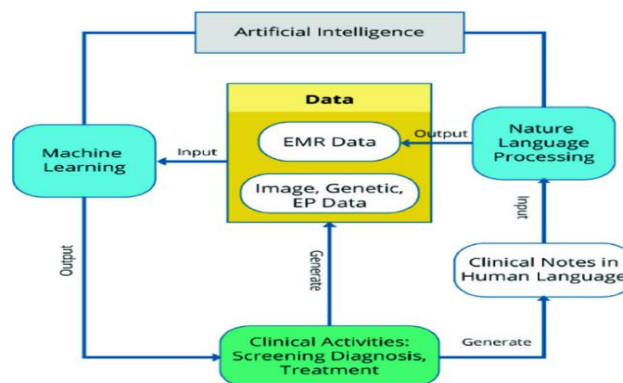 Artificial Intelligence
Data
EMR Data
Output
Nature
Language
Processing
Machine
Learning
Input
Image, Genetic,
EP Data
Input
Clinical Notes in
Human Language
Output
Generate
Clinical Activities:
Screening Diagnosis,
Treatment
Generate